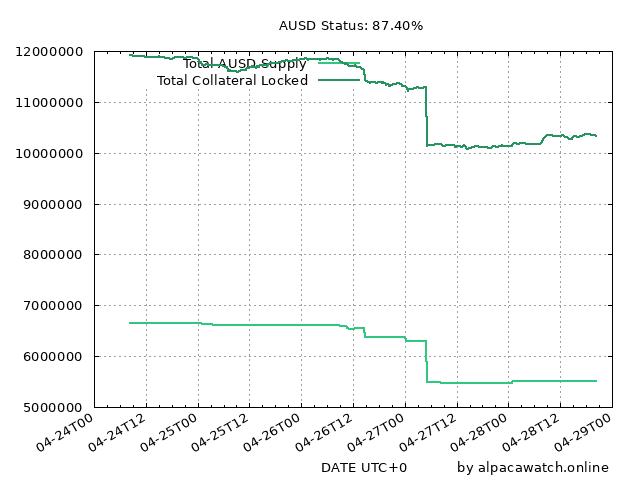 AUSD Status: 87.40%
12000000
Total AUSD Supply
Total Collateral Locked
11000000
10000000
9000000
8000000
7000000
6000000
5000000
04-24T00
04-24T12
04-25T00
04-25T12
04-26T00
04-26T12
04-27T00
04-27T12
04-28T00
04-28T12
04-29T00
DATE UTC+0
by alpacawatch.online